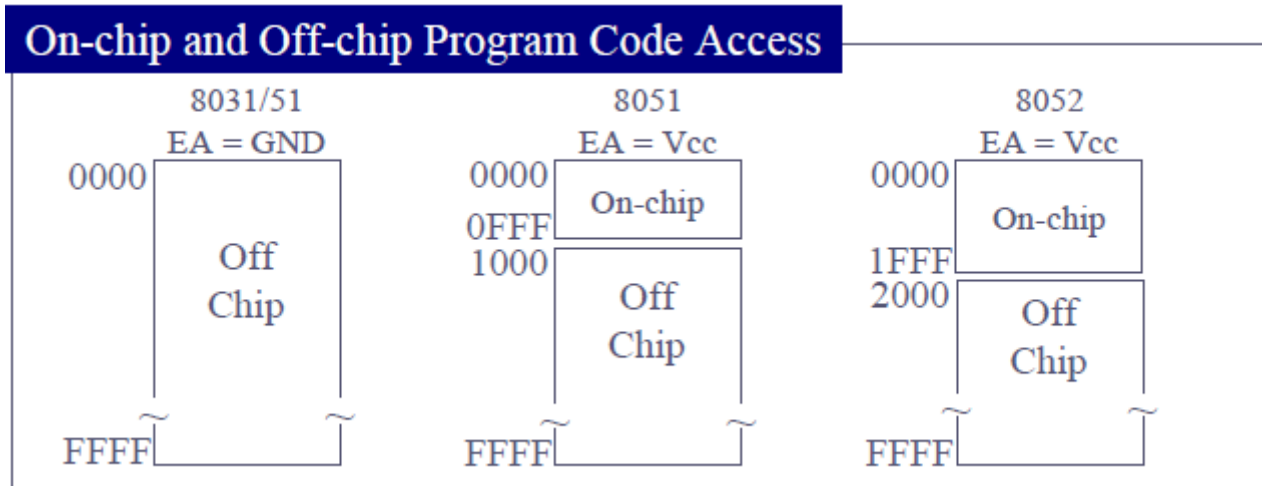 On-chip and Off-chip Program Code Access
8031/51
EA = GND
0000
Off
Chip
FFFF
8051
EA = Vcc
0000
On-chip
0FFF
1000
Off
Chip
FFFF
8052
EA = Vcc
0000
On-chip
1FFF
2000
Off
Chip
FFFF